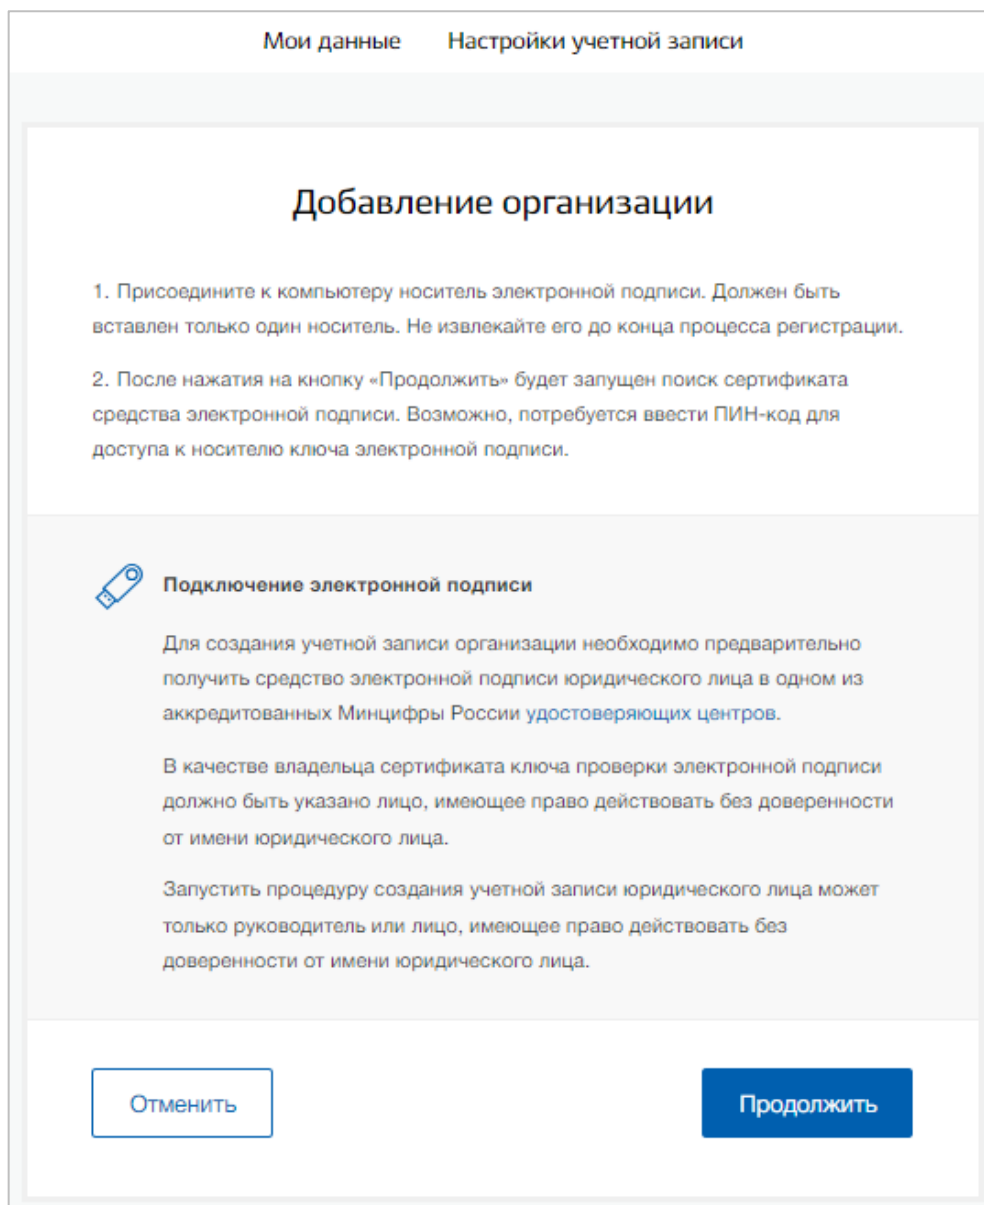 Мои данные Настройки учетной записи
Добавление организации
1. Присоедините к компьютеру носитель электронной подписи. Должен быть
вставлен только один носитель. Не извлекайте его до конца процесса регистрации.
2. После нажатия на кнопку «Продолжить» будет запущен поиск сертификата
средства электронной подписи. Возможно, потребуется ввести ПИН-код для
доступа к носителю ключа электронной подписи.
Подключение электронной подписи
Для создания учетной записи организации необходимо предварительно
получить средство электронной подписи юридического лица в одном из
аккредитованных Минцифры России удостоверяющих центров.
В качестве владельца сертификата ключа проверки электронной подписи
должно быть указано лицо, имеющее право действовать без доверенности
от имени юридического лица.
Запустить процедуру создания учетной записи юридического лица может
только руководитель или лицо, имеющее право действовать без
доверенности от имени юридического лица.
Отменить Продолжить